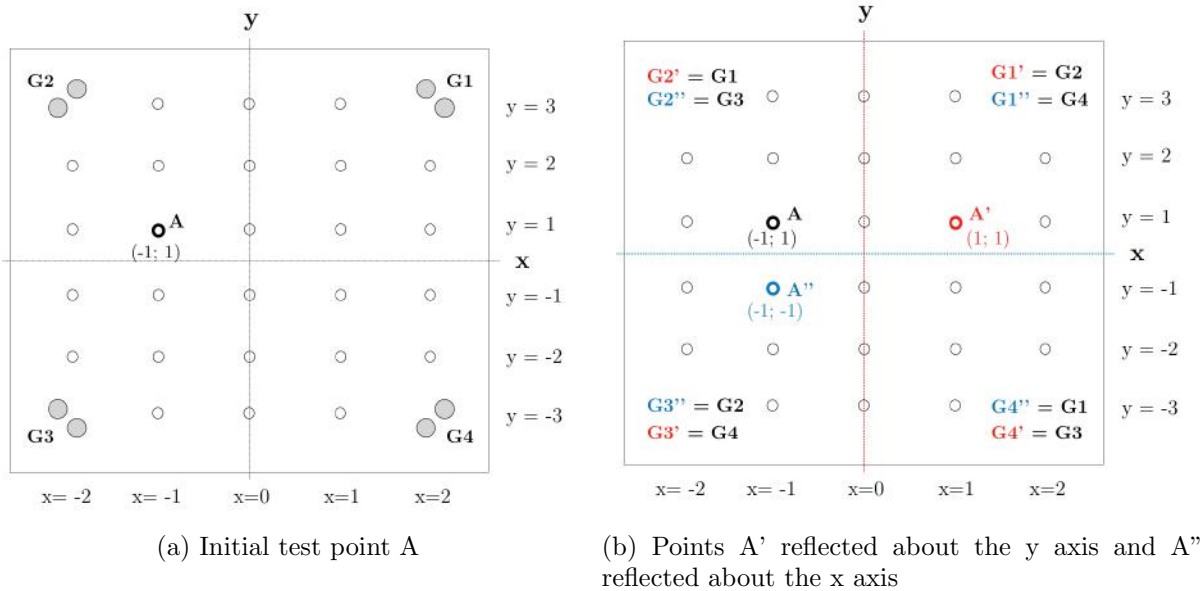 y
G2
G1
y = 3
y = 2
A
y = 1
(-1; 1)
x
y = -1
y = -2
y = -3
G3
G4
x= -2 x= -1 x=0 x=1 x=2
(a) Initial test point A
y
G2' = G1
G2'' = G3
G1' = G2
G1'' = G4
y = 3
y = 2
A
A'
y = 1
(-1; 1)
(1; 1)
x
A''
y = -1
(-1; -1)
y = -2
G3'' = G2
G3' = G4
G4'' = G1
G4' = G3
y = -3
x= -2 x= -1 x=0 x=1 x=2
(b) Points A' reflected about the y axis and A''
reflected about the x axis